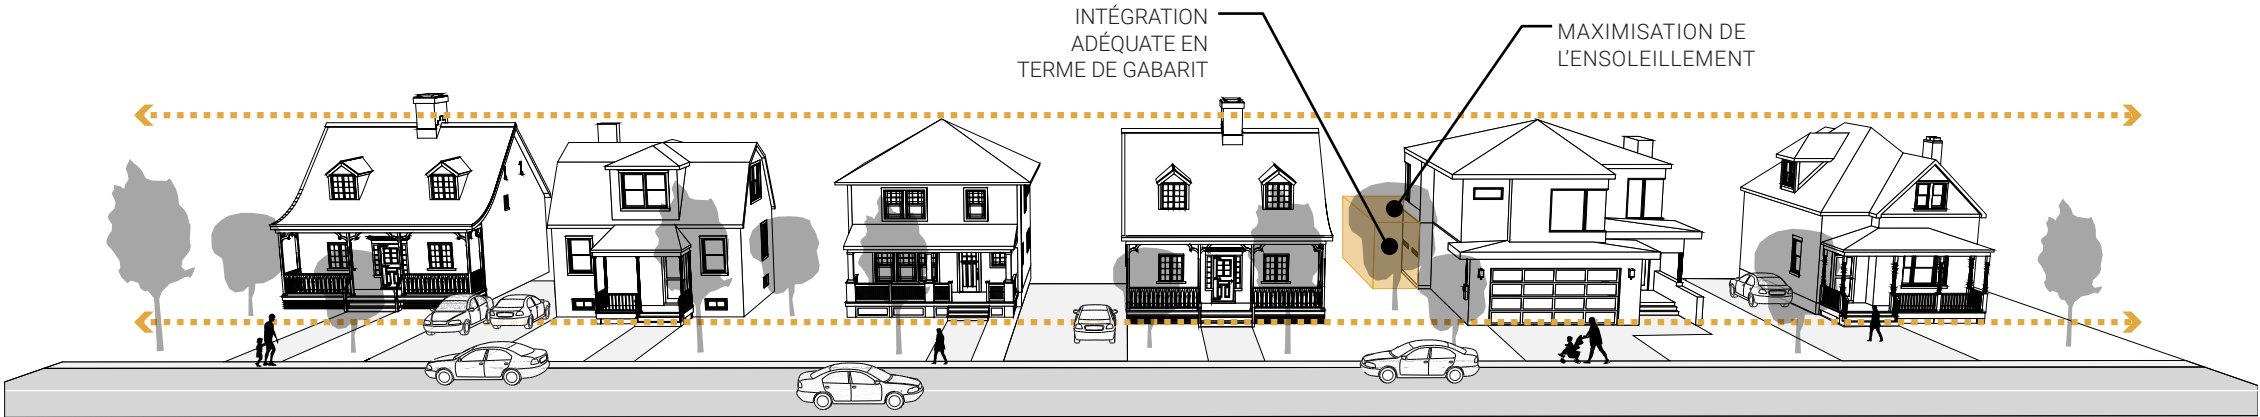 INTÉGRATION
ADÉQUATE EN
TERME DE GABARIT
MAXIMISATION DE
L'ENSOLEILLEMENT